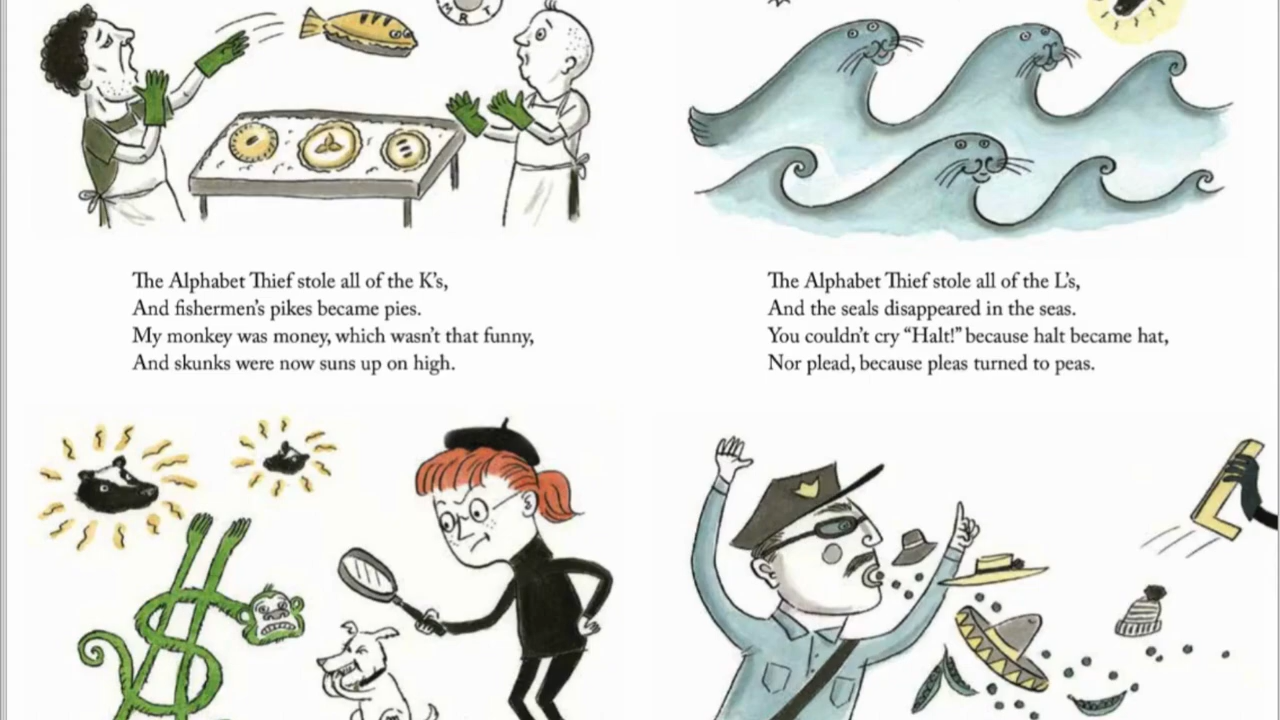 M R T
The Alphabet Thief stole all of the K's,
And fishermen's pikes became pies.
My monkey was money, which wasn't that funny,
And skunks were now suns up on high.
The Alphabet Thief stole all of the L's,
And the seals disappeared in the seas.
You couldn't cry “Halt!” because halt became hat,
Nor plead, because pleas turned to peas.
L